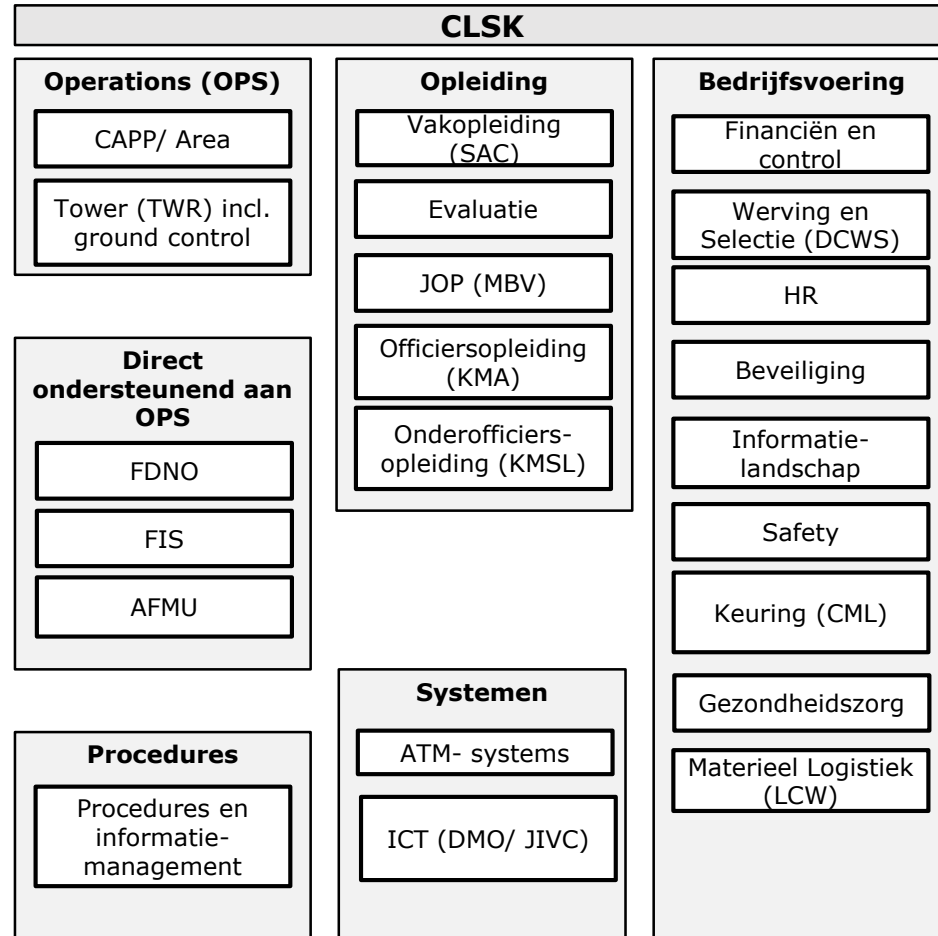 CLSK
Operations (OPS)
CAPP/ Area
Tower (TWR) incl.
ground control
Direct
ondersteunend aan
OPS
FDNO
FIS
AFMU
Procedures
Procedures en
informatie-
management
Opleiding
Vakopleiding
(SAC)
Evaluatie
JOP (MBV)
Officiersopleiding
(KMA)
Onderofficiers-
opleiding (KMSL)
Systemen
ATM- systems
ICT (DMO/ JIVC)
Bedrijfsvoering
Financiën en
control
Werving en
Selectie (DCWS)
HR
Beveiliging
Informatie-
landschap
Safety
Keuring (CML)
Gezondheidszorg
Materieel Logistiek
(LCW)